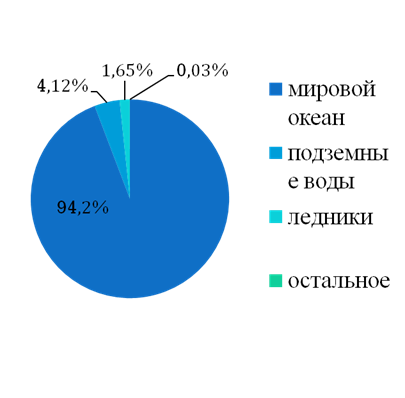 1,65%
0,03%
4,12%
94,2%
мировой
океан
подземны
е воды
ледники
остальное